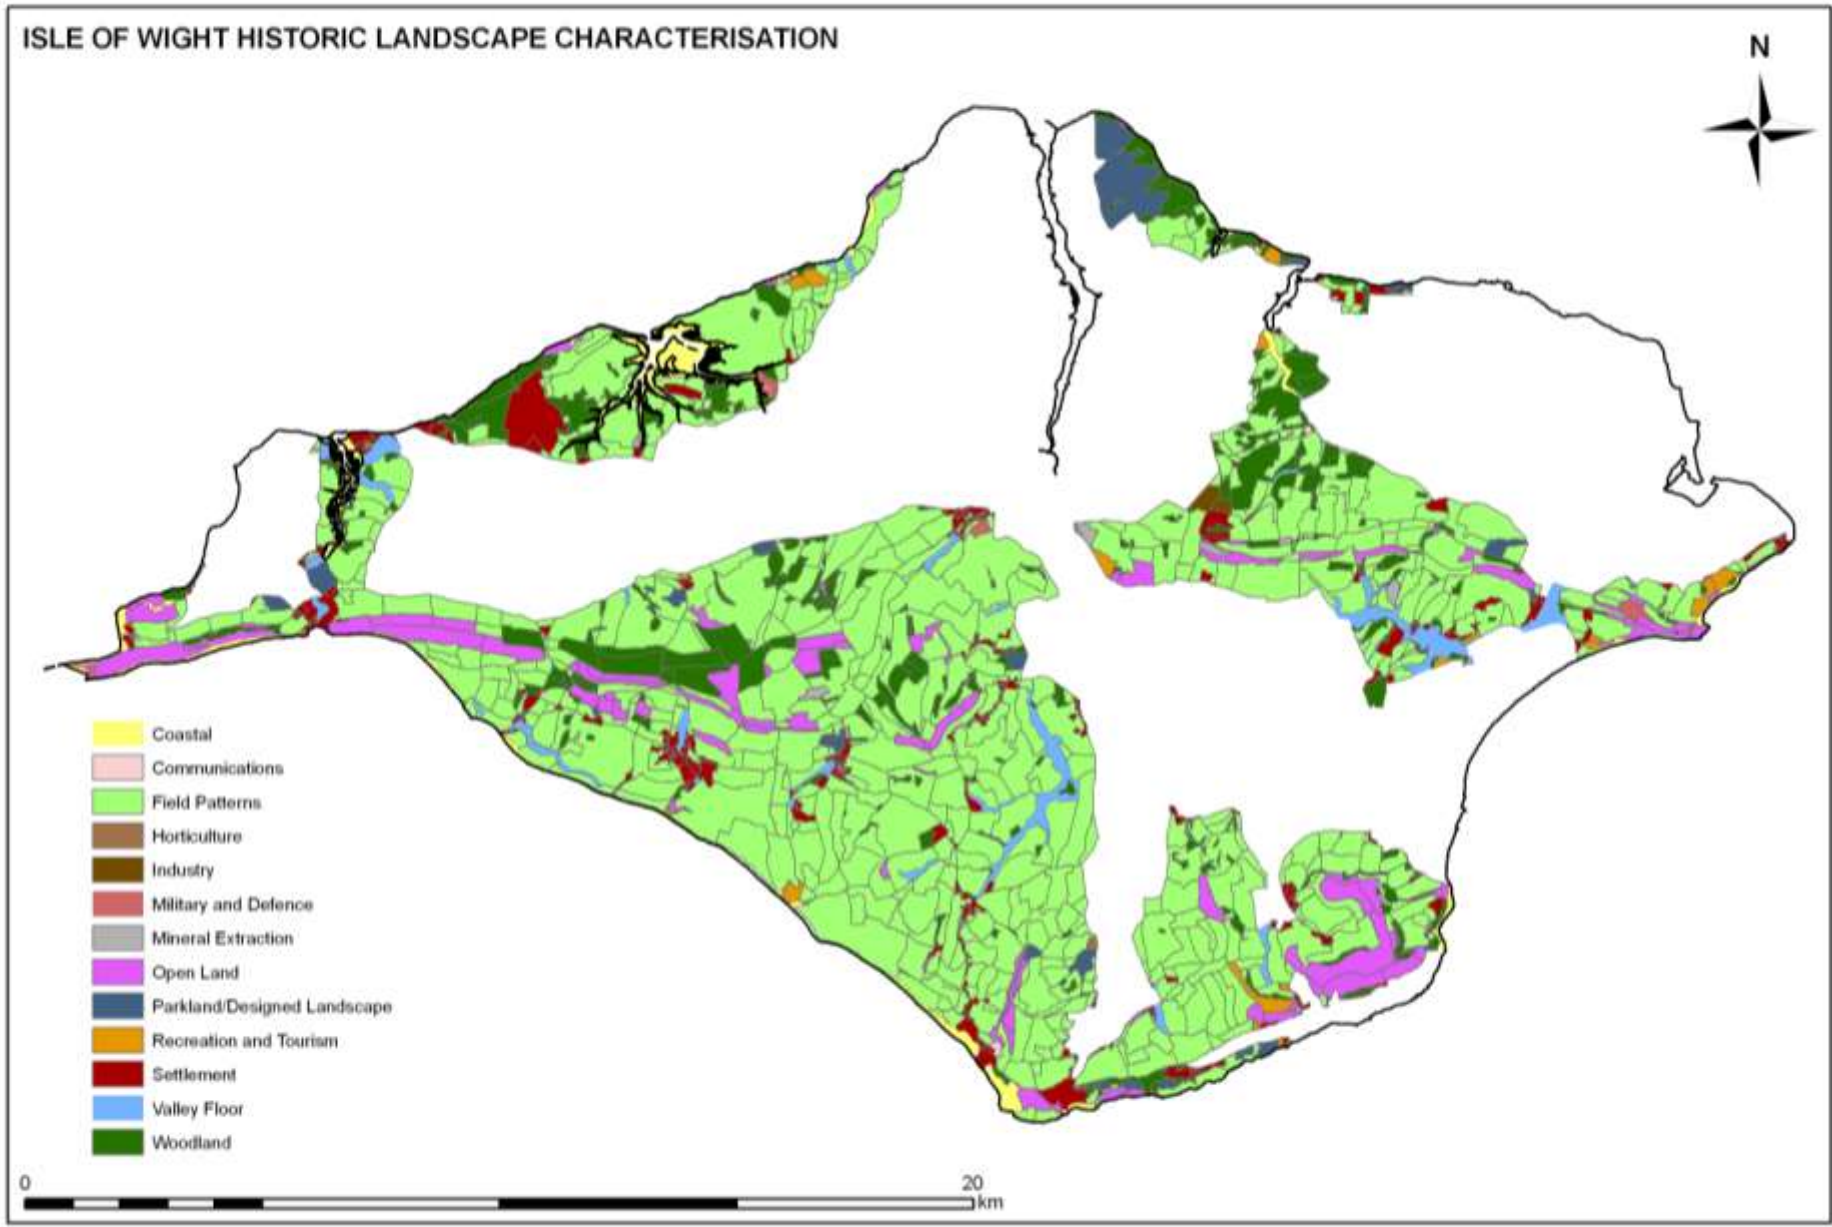 ISLE OF WIGHT HISTORIC LANDSCAPE CHARACTERISATION
N
Coastal
Communications
Field Patterns
Horticulture
Industry
Military and Defence
Mineral Extraction
Open Land
Parkland/Designed Landscape
Recreation and Tourism
Settlement
Valley Floor
Woodland
0 20
km